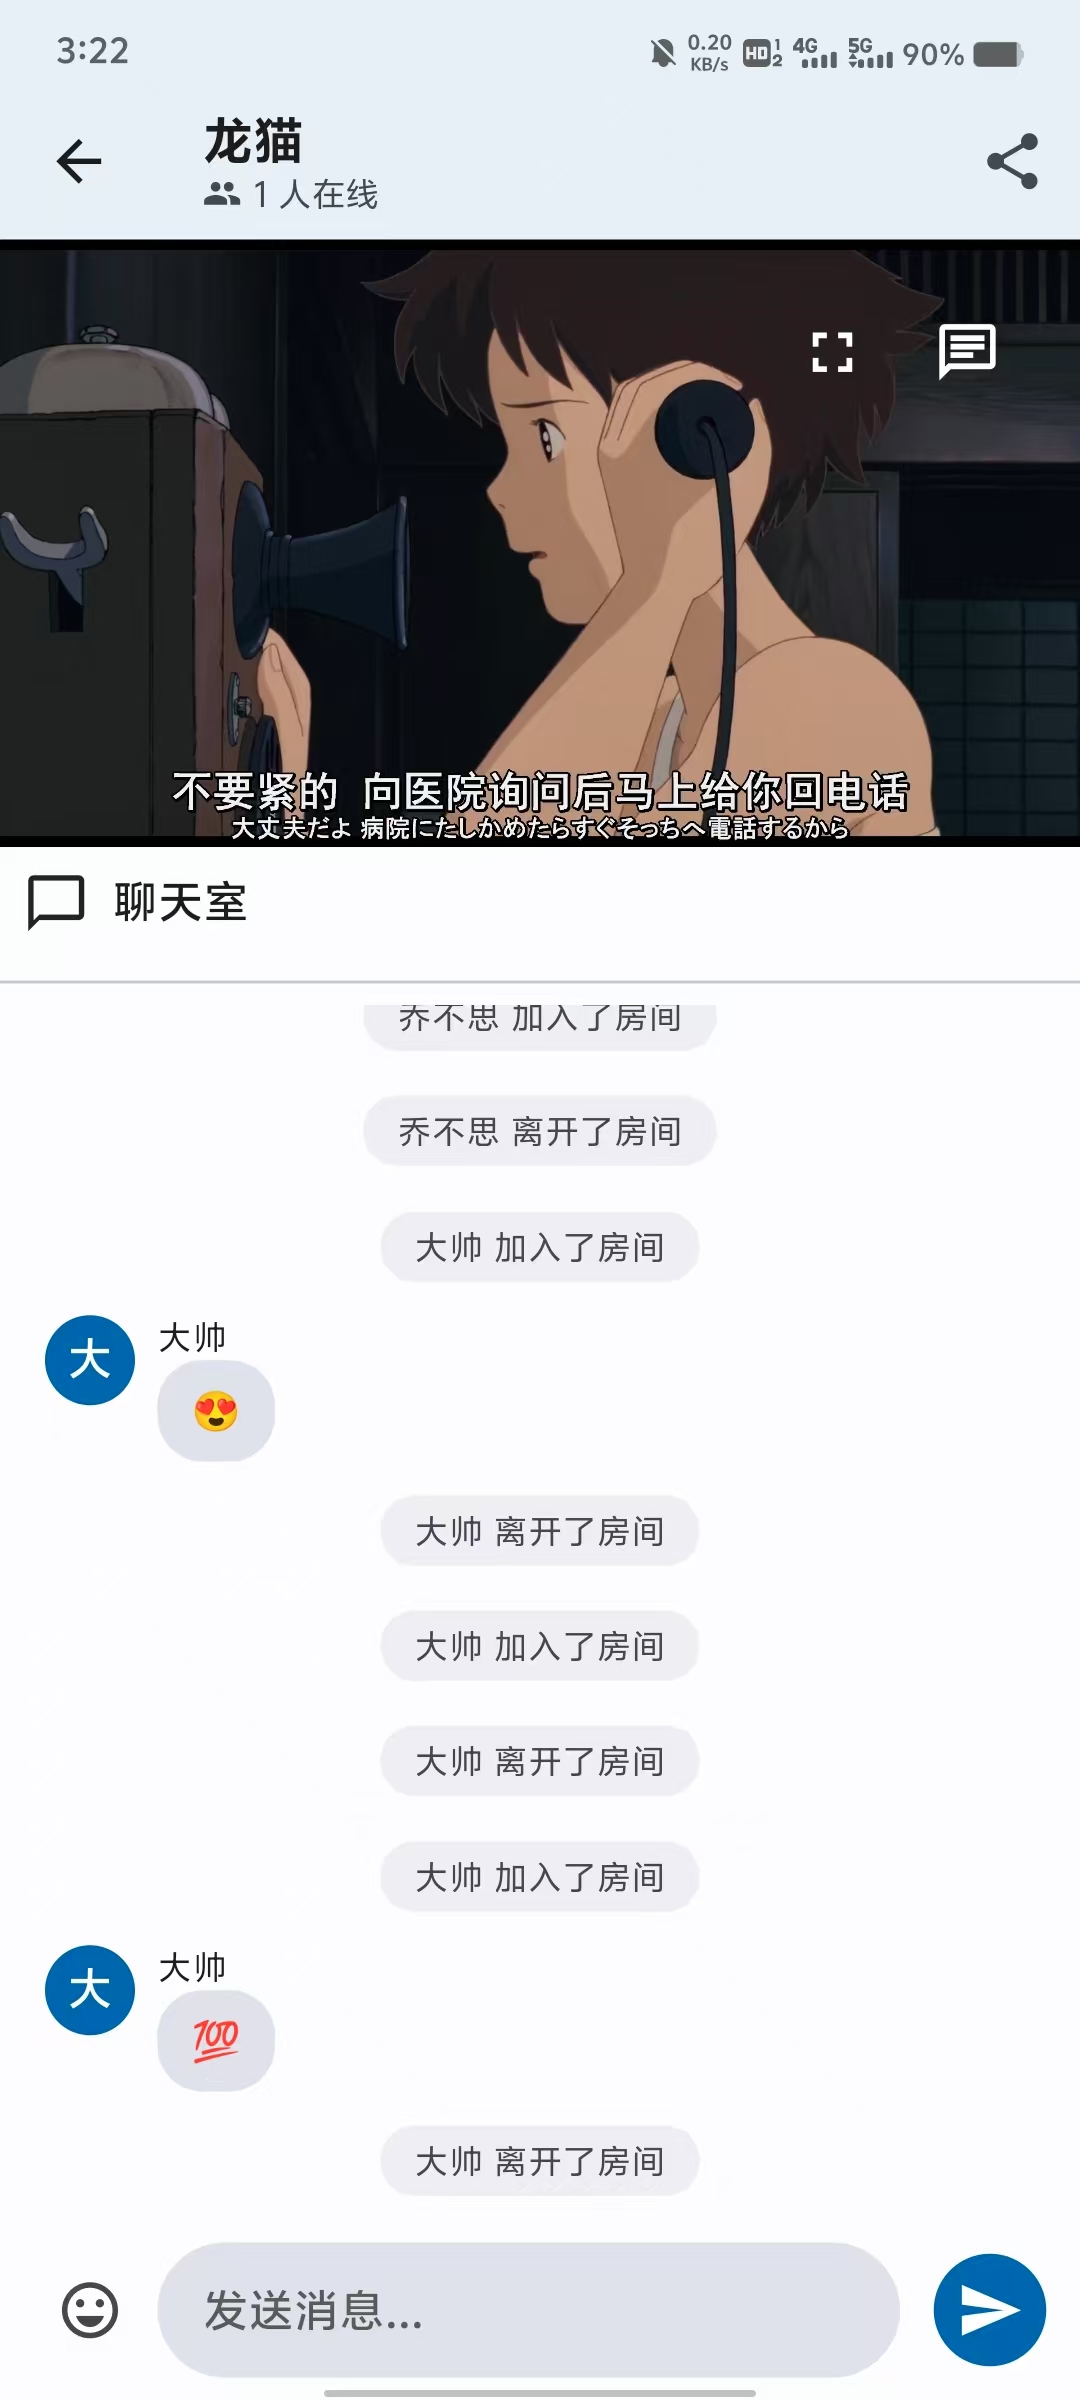 3:22
0.20 KB/s HD 1 2 4G 5G 90%
龙猫
1 人在线
不要紧的 向医院询问后马上给你回电话
大丈夫だよ 病院にたしかめたらすぐそっちへ電話するから
聊天室
乔不思 加入了房间
乔不思 离开了房间
大帅 加入了房间
大帅
大
😍
大帅 离开了房间
大帅 加入了房间
大帅 离开了房间
大帅 加入了房间
大帅
大
💯
大帅 离开了房间
发送消息...